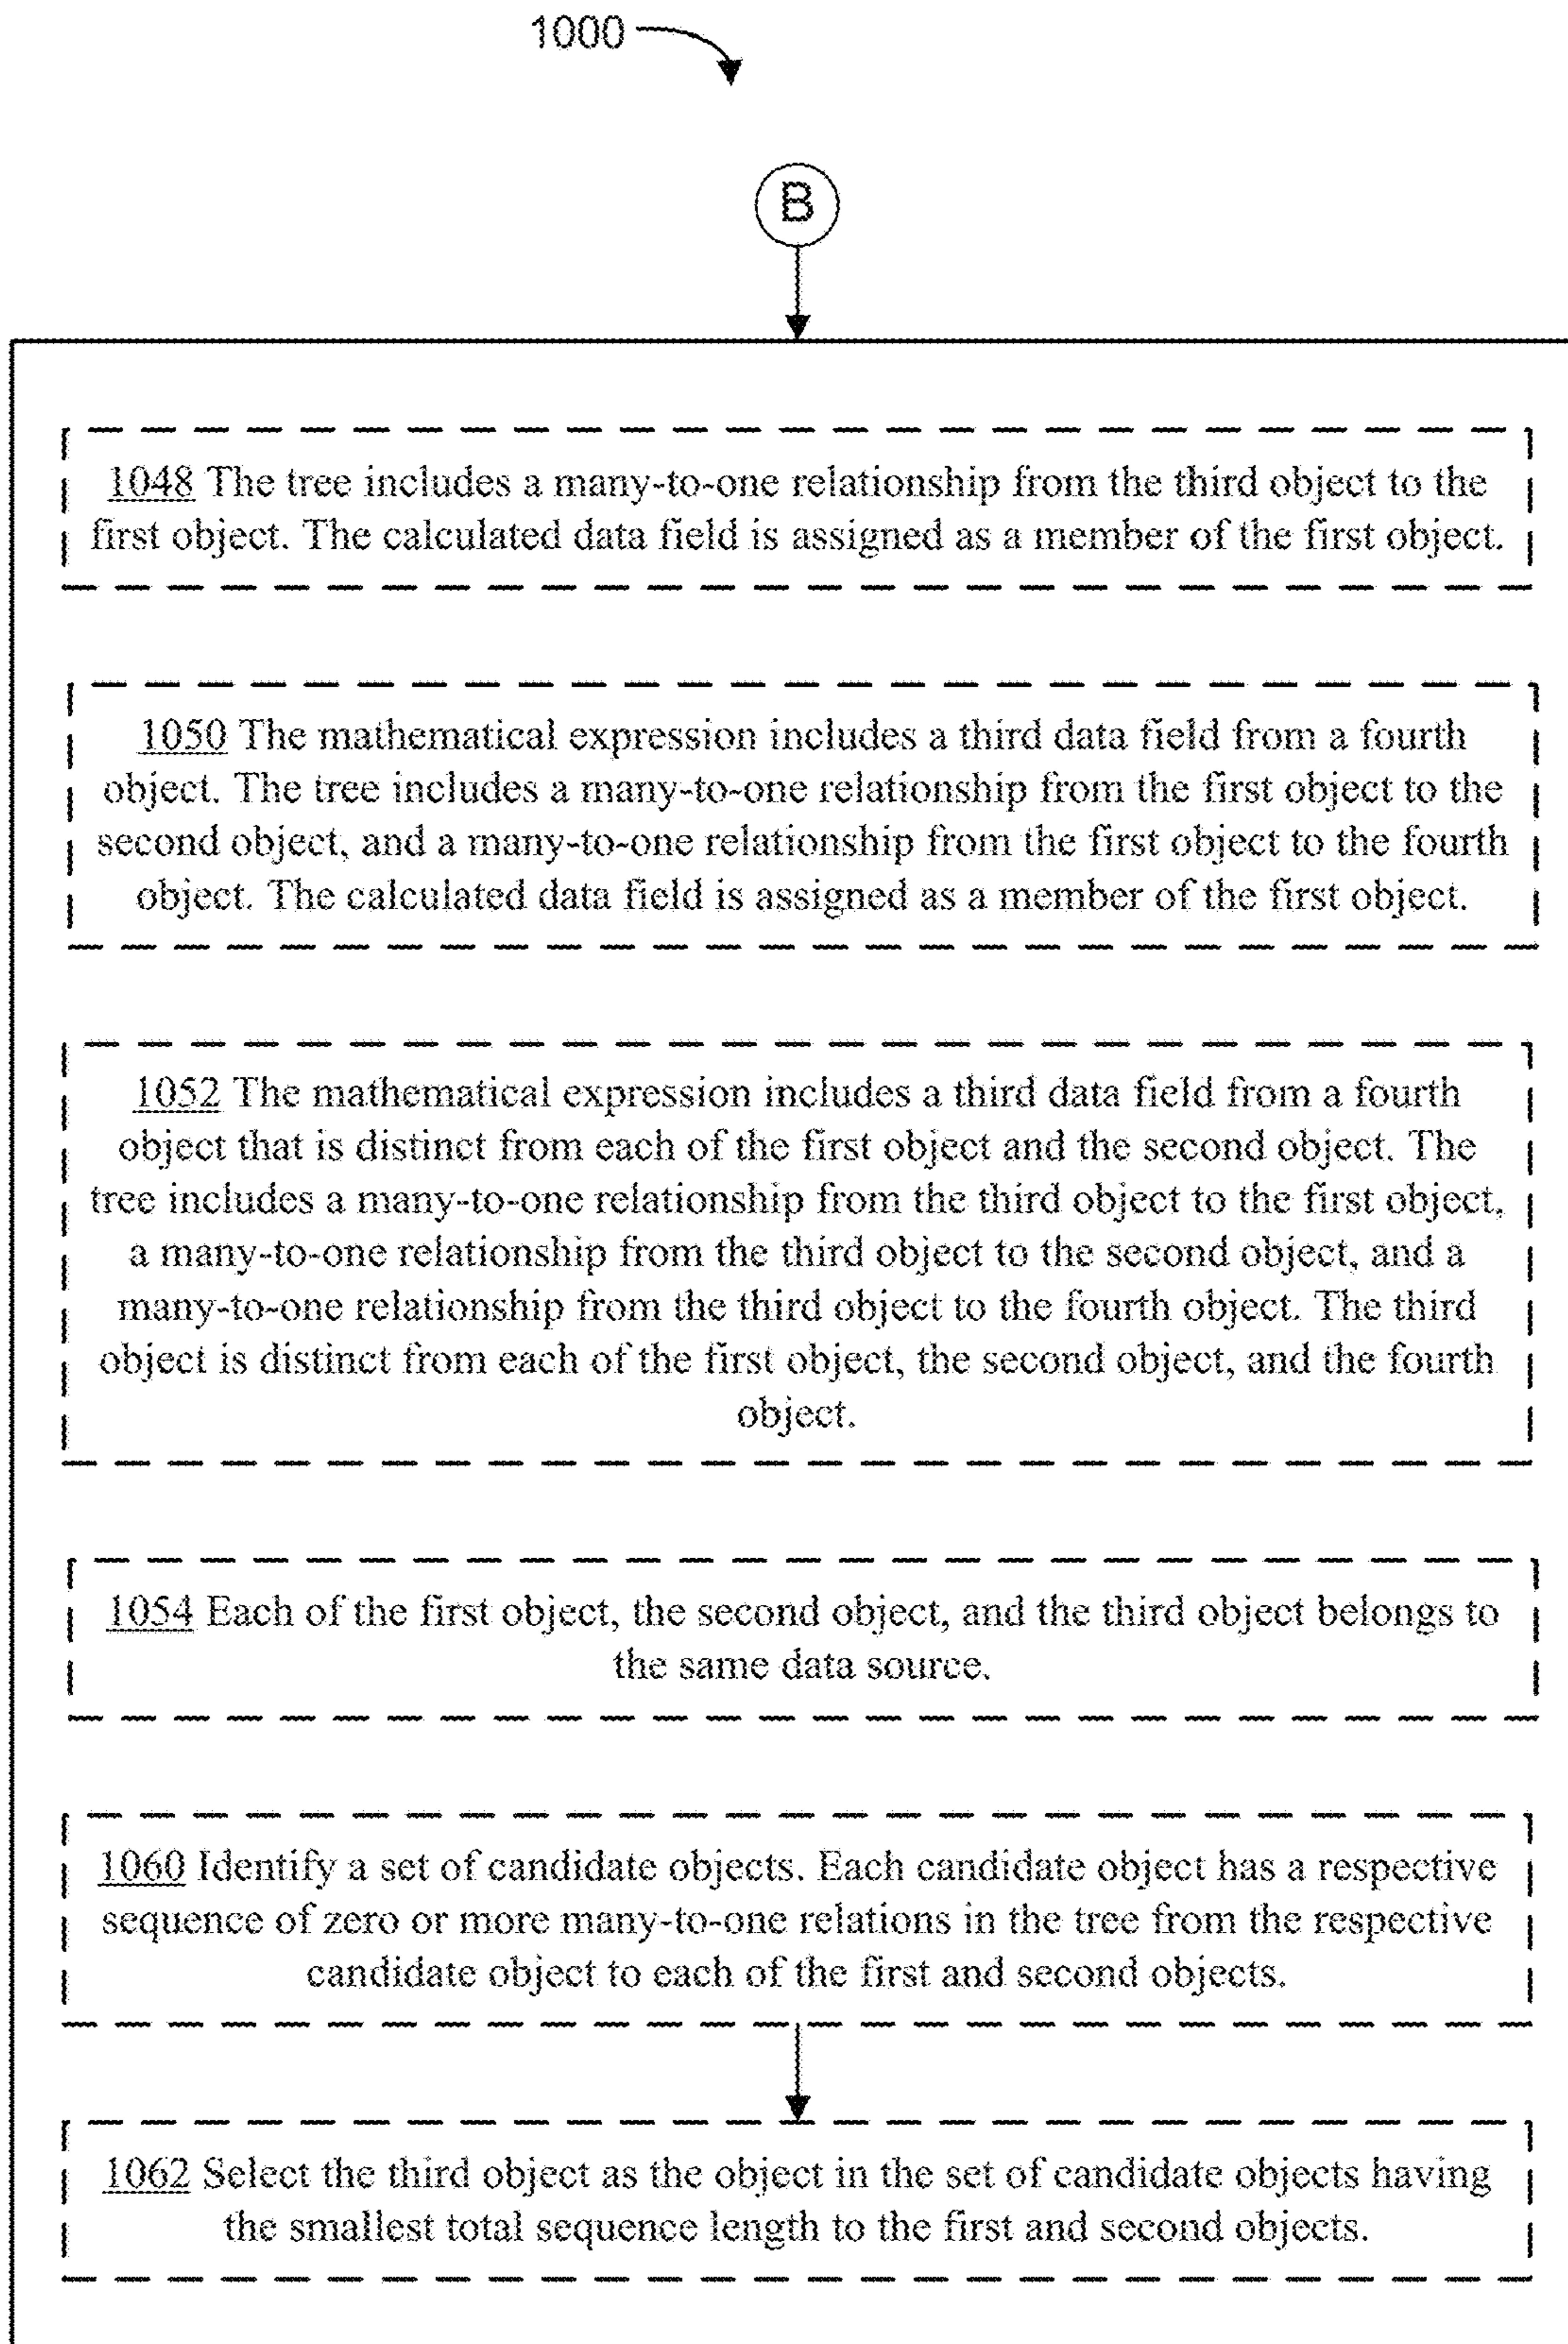 1000
B
1048 The tree includes a many-to-one relationship from the third object to the
first object. The calculated data field is assigned as a member of the first object.
1050 The mathematical expression includes a third data field from a fourth
object. The tree includes a many-to-one relationship from the first object to the
second object, and a many-to-one relationship from the first object to the fourth
object. The calculated data field is assigned as a member of the first object.
1052 The mathematical expression includes a third data field from a fourth
object that is distinct from each of the first object and the second object. The
tree includes a many-to-one relationship from the third object to the first object,
a many-to-one relationship from the third object to the second object, and a
many-to-one relationship from the third object to the fourth object. The third
object is distinct from each of the first object, the second object, and the fourth
object.
1054 Each of the first object, the second object, and the third object belongs to
the same data source.
1060 Identify a set of candidate objects. Each candidate object has a respective
sequence of zero or more many-to-one relations in the tree from the respective
candidate object to each of the first and second objects.
1062 Select the third object as the object in the set of candidate objects having
the smallest total sequence length to the first and second objects.